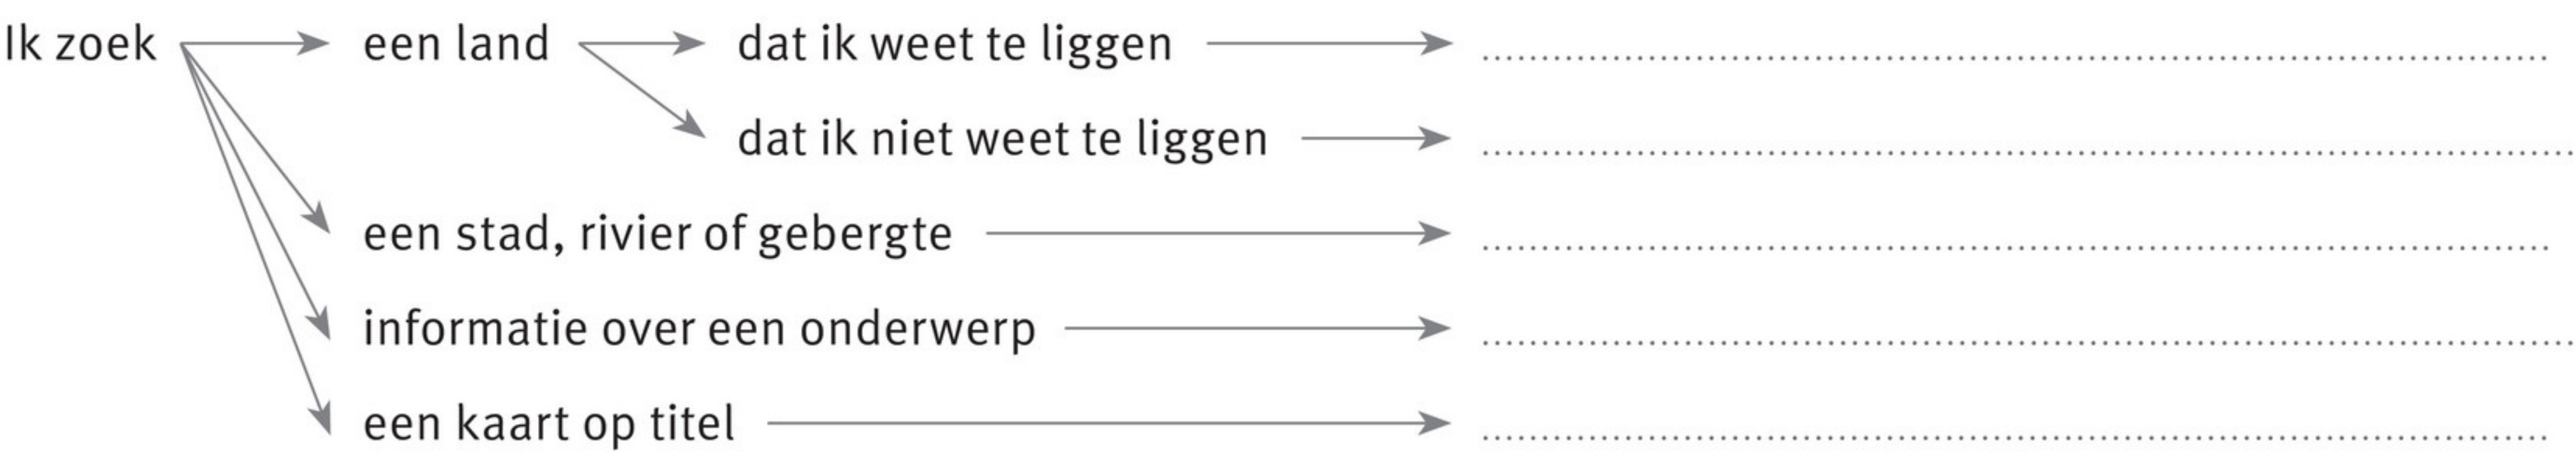 Ik zoek een land dat ik weet te liggen ........................................
dat ik niet weet te liggen ........................................
een stad, rivier of gebergte ........................................
informatie over een onderwerp ........................................
een kaart op titel ........................................